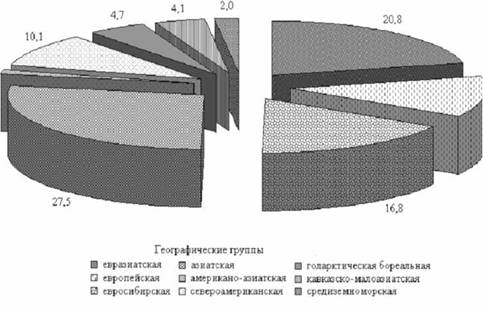 2,0
4,1
4,7
10,1
20,8
27,5
16,8
Географические группы
евразиатская азиатская голарктическая бореальная
европейская американо-азиатская кавказско-малоазиатская
евросибирская североамериканская средиземноморская